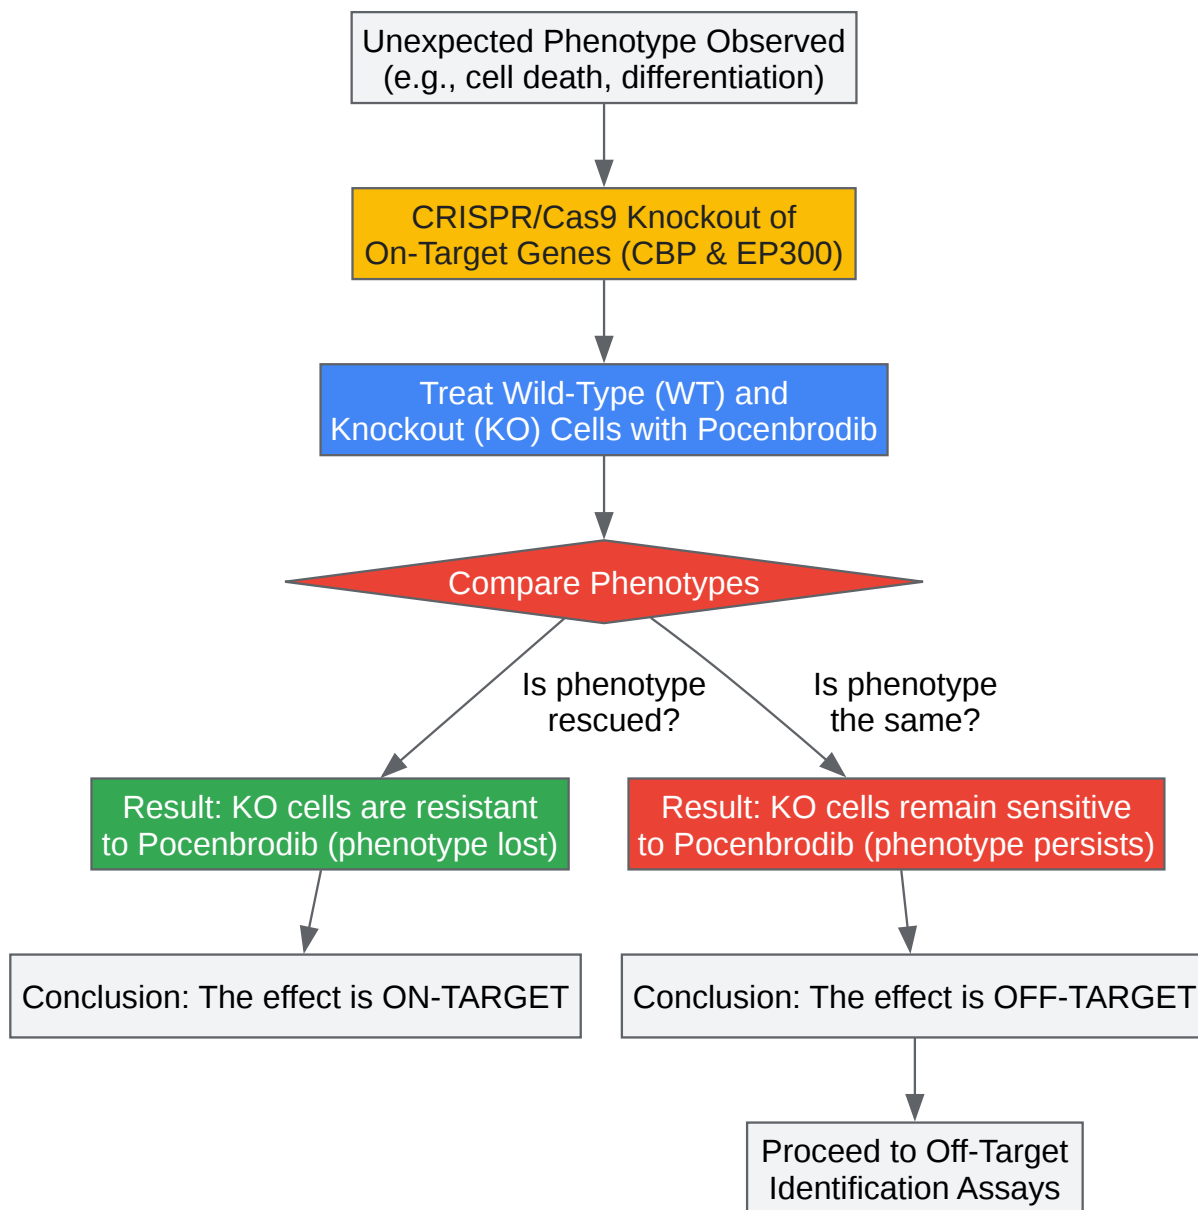 Unexpected Phenotype Observed
(e.g., cell death, differentiation)
CRISPR/Cas9 Knockout of
On-Target Genes (CBP & EP300)
Treat Wild-Type (WT) and
Knockout (KO) Cells with Pocenbrodib
Compare Phenotypes
Is phenotype
rescued?
Is phenotype
the same?
Result: KO cells are resistant
to Pocenbrodib (phenotype lost)
Result: KO cells remain sensitive
to Pocenbrodib (phenotype persists)
Conclusion: The effect is ON-TARGET
Conclusion: The effect is OFF-TARGET
Proceed to Off-Target
Identification Assays